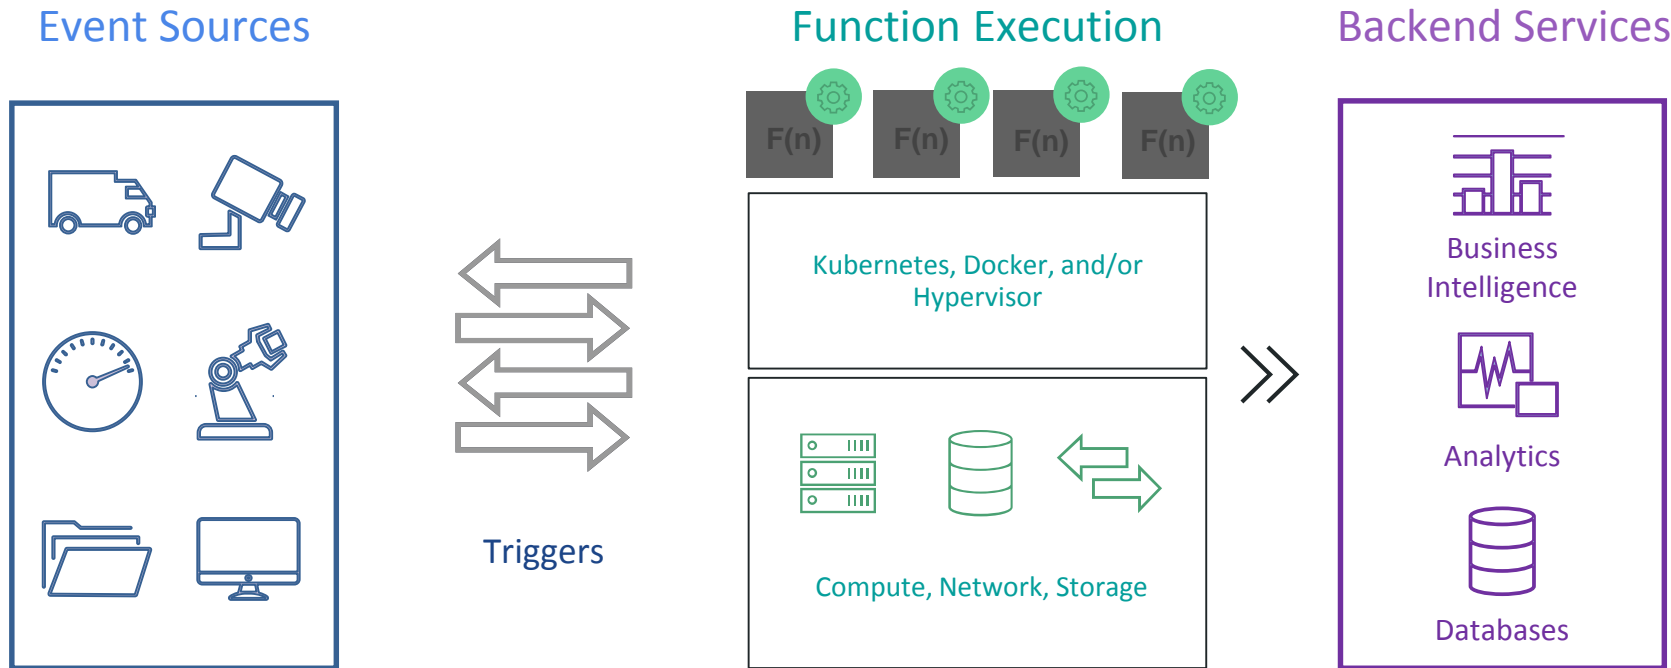 Event Sources
Function Execution
Backend Services
F(n)
F(n)
F(n)
F(n)
Kubernetes, Docker, and/or
Hypervisor
Compute, Network, Storage
Triggers
Business
Intelligence
Analytics
Databases